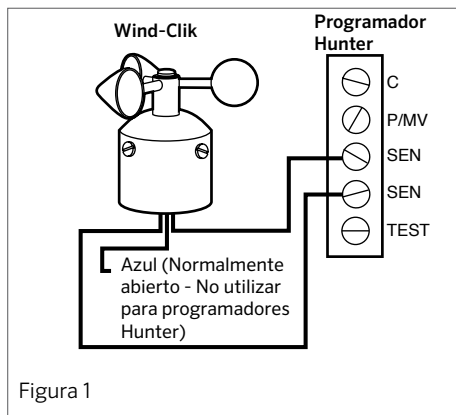 Wind-Clik
Programador
Hunter
C
P/MV
SEN
SEN
TEST
Azul (Normalmente
abierto - No utilizar
para programadores
Hunter)
Figura 1